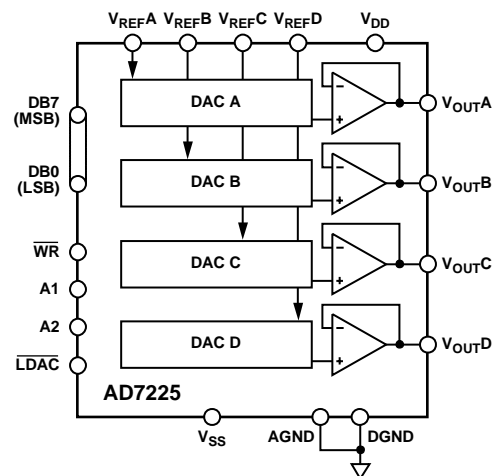 VREFA VREFB VREFC VREFD VDD
DB7
(MSB)
DB0
(LSB)
WR
A1
A2
LDAC
DAC A
DAC B
DAC C
DAC D
− +
− +
− +
− +
VOUTA
VOUTB
VOUTC
VOUTD
AD7225
VSS AGND DGND